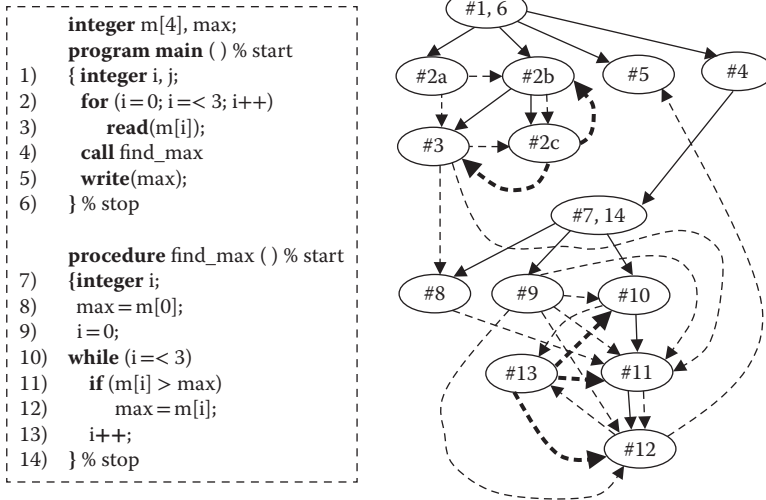 integer m[4], max;
program main ( ) % start
1) { integer i, j;
2) for (i=0; i=< 3; i++)
3) read(m[i]);
4) call find_max
5) write(max);
6) } % stop
procedure find_max ( ) % start
7) {integer i;
8) max=m[0];
9) i=0;
10) while (i=< 3)
11) if (m[i] > max)
12) max=m[i];
13) i++;
14) } % stop
#1, 6
#2a
#2b
#5
#4
#3
#2c
#7, 14
#8
#9
#10
#13
#11
#12